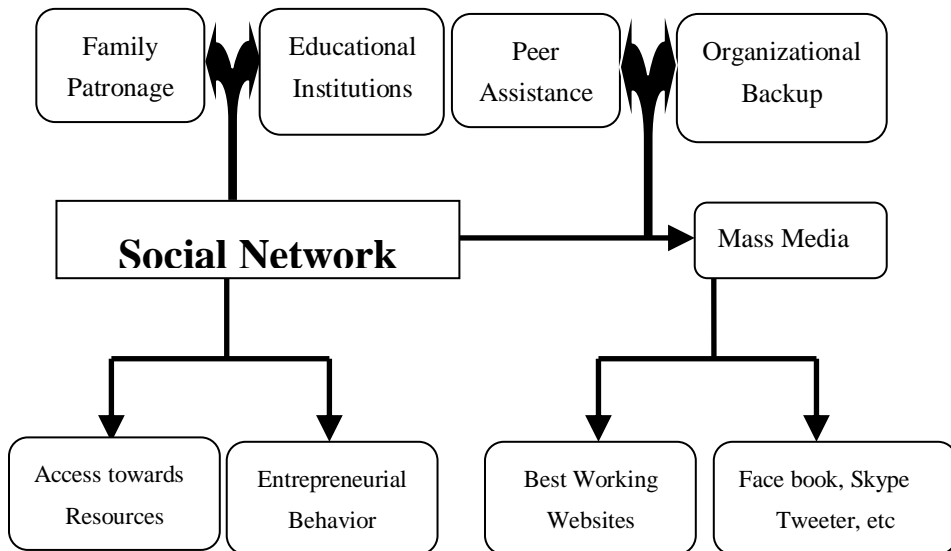 Family
Patronage
Educational
Institutions
Peer
Assistance
Organizational
Backup
Social Network
Mass Media
Access towards
Resources
Entrepreneurial
Behavior
Best Working
Websites
Face book, Skype
Tweeter, etc